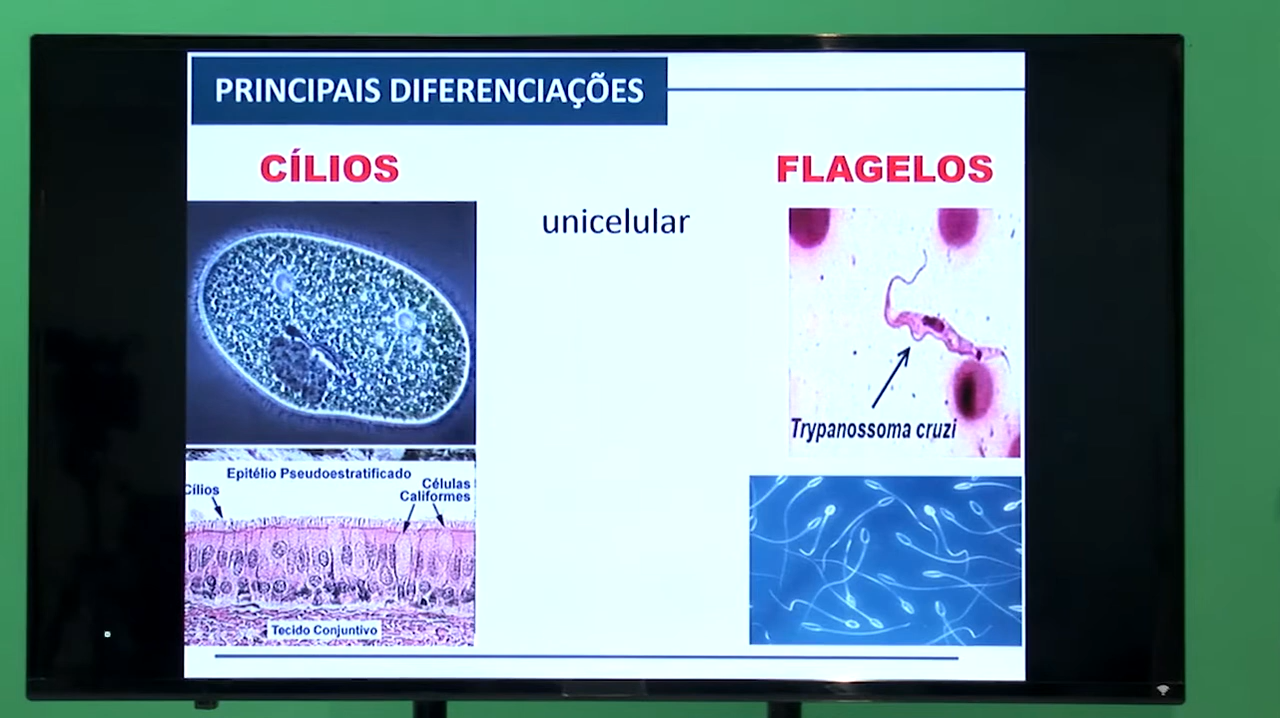 PRINCIPAIS DIFERENCIAÇÕES
CÍLIOS
FLAGELOS
unicelular
Trypanossoma cruzi
Epitélio Pseudoestratificado
Cílios
Células
Califormes
Tecido Conjuntivo